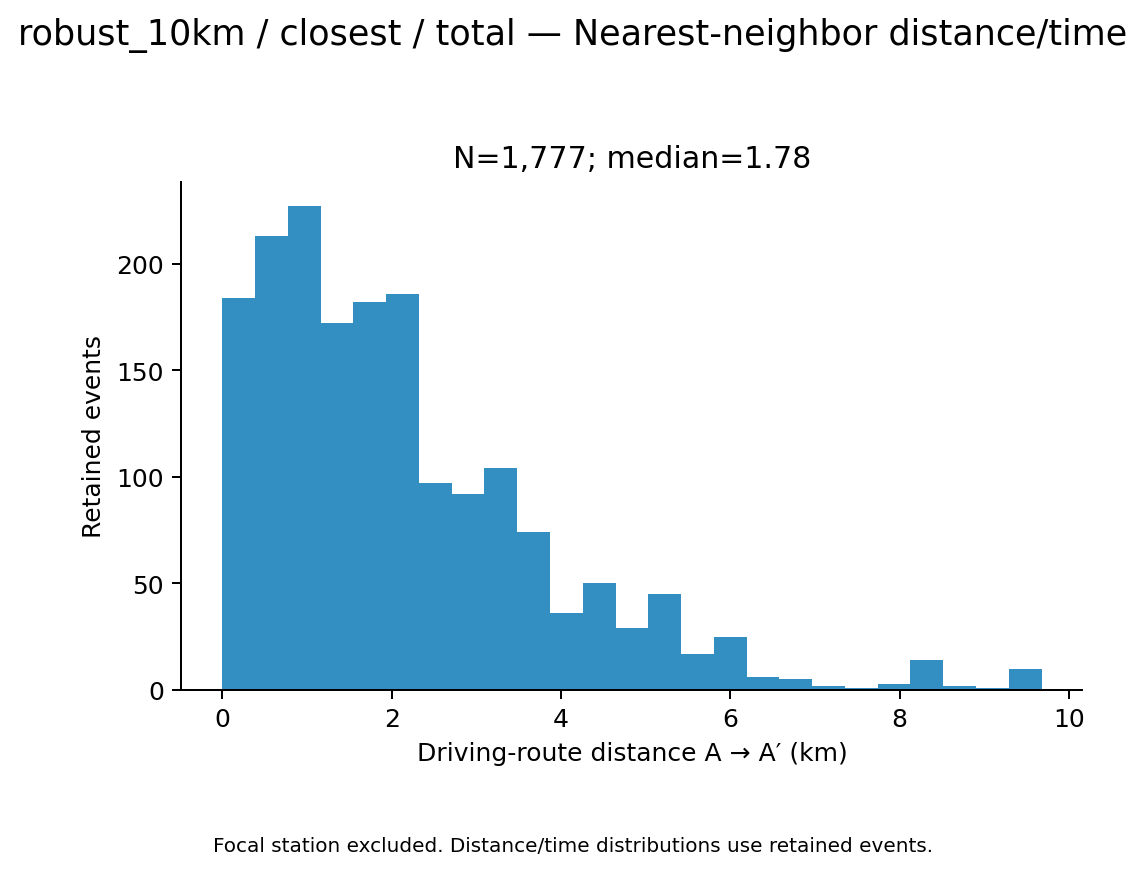 robust_10km / closest / total — Nearest-neighbor distance/time
N=1,777; median=1.78
200
150
100
50
0
Retained events
0 2 4 6 8 10
Driving-route distance A → A′ (km)
Focal station excluded. Distance/time distributions use retained events.